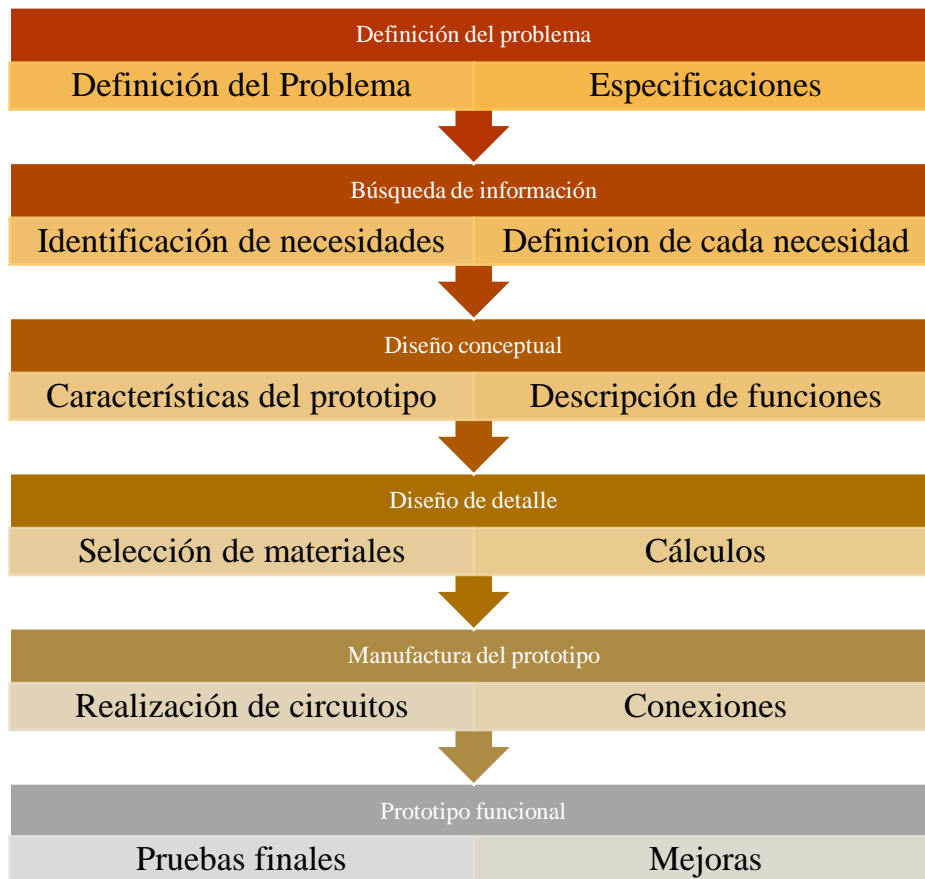 Definición del problema
Definición del Problema
Especificaciones
Búsqueda de información
Identificación de necesidades
Definicion de cada necesidad
Diseño conceptual
Características del prototipo
Descripción de funciones
Diseño de detalle
Selección de materiales
Cálculos
Manufactura del prototipo
Realización de circuitos
Conexiones
Prototipo funcional
Pruebas finales
Mejoras